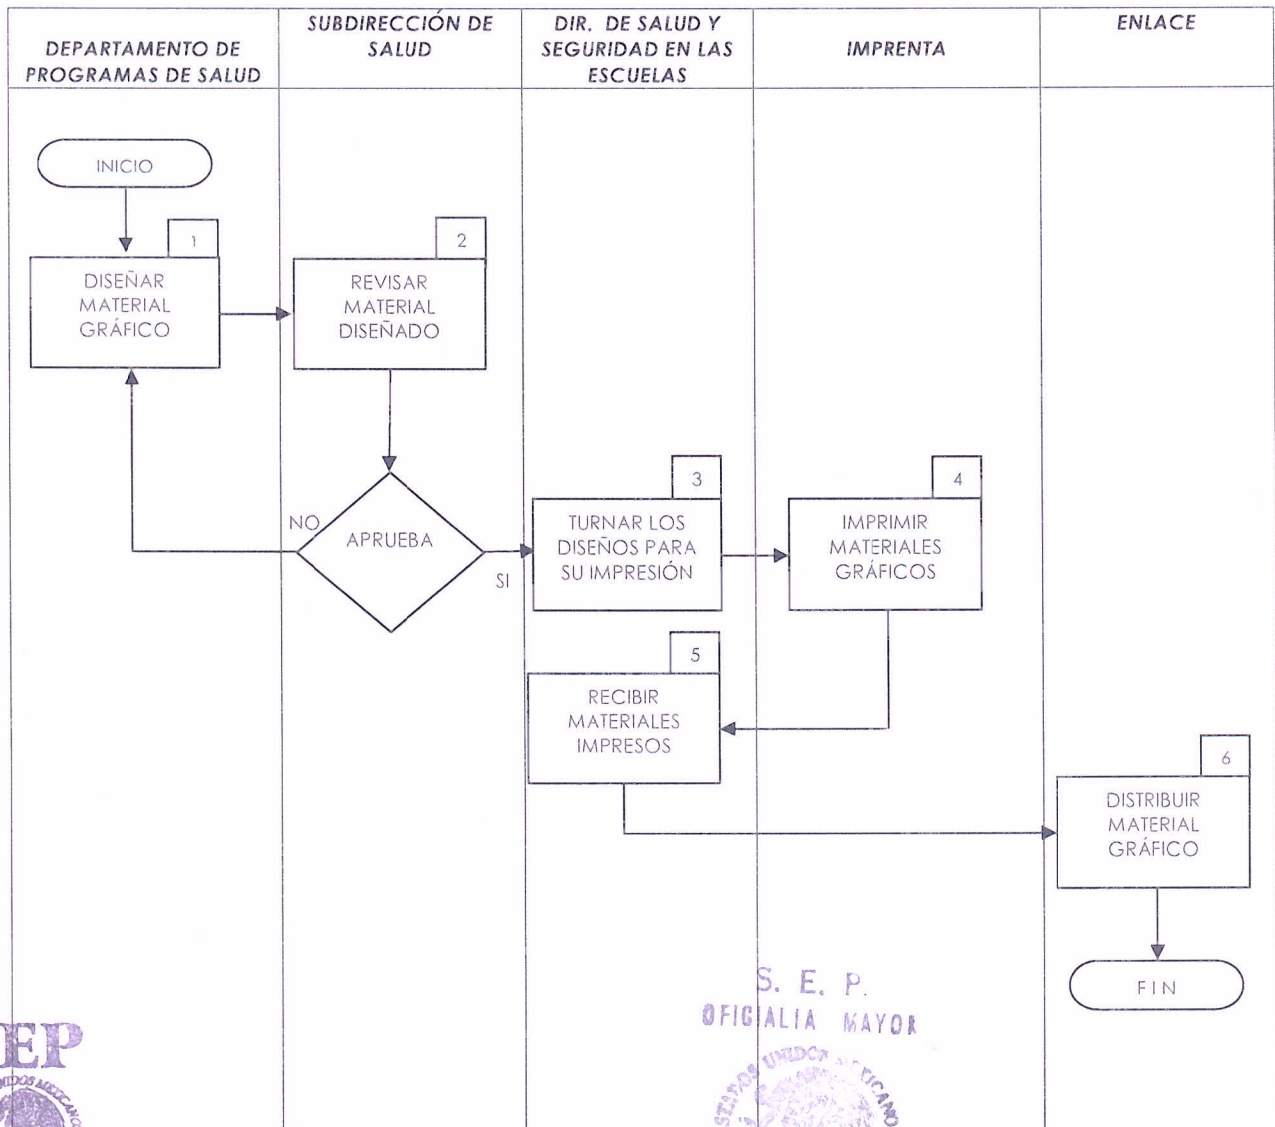 DEPARTAMENTO DE
PROGRAMAS DE SALUD
SUBDIRECCIÓN DE
SALUD
DIR. DE SALUD Y
SEGURIDAD EN LAS
ESCUELAS
IMPRENTA
ENLACE
INICIO
1
DISEÑAR
MATERIAL
GRÁFICO
2
REVISAR
MATERIAL
DISEÑADO
NO
APRUEBA
SI
3
TURNAR LOS
DISEÑOS PARA
SU IMPRESIÓN
4
IMPRIMIR
MATERIALES
GRÁFICOS
5
RECIBIR
MATERIALES
IMPRESOS
6
DISTRIBUIR
MATERIAL
GRÁFICO
FIN
S. E. P.
OFICIALIA MAYOR